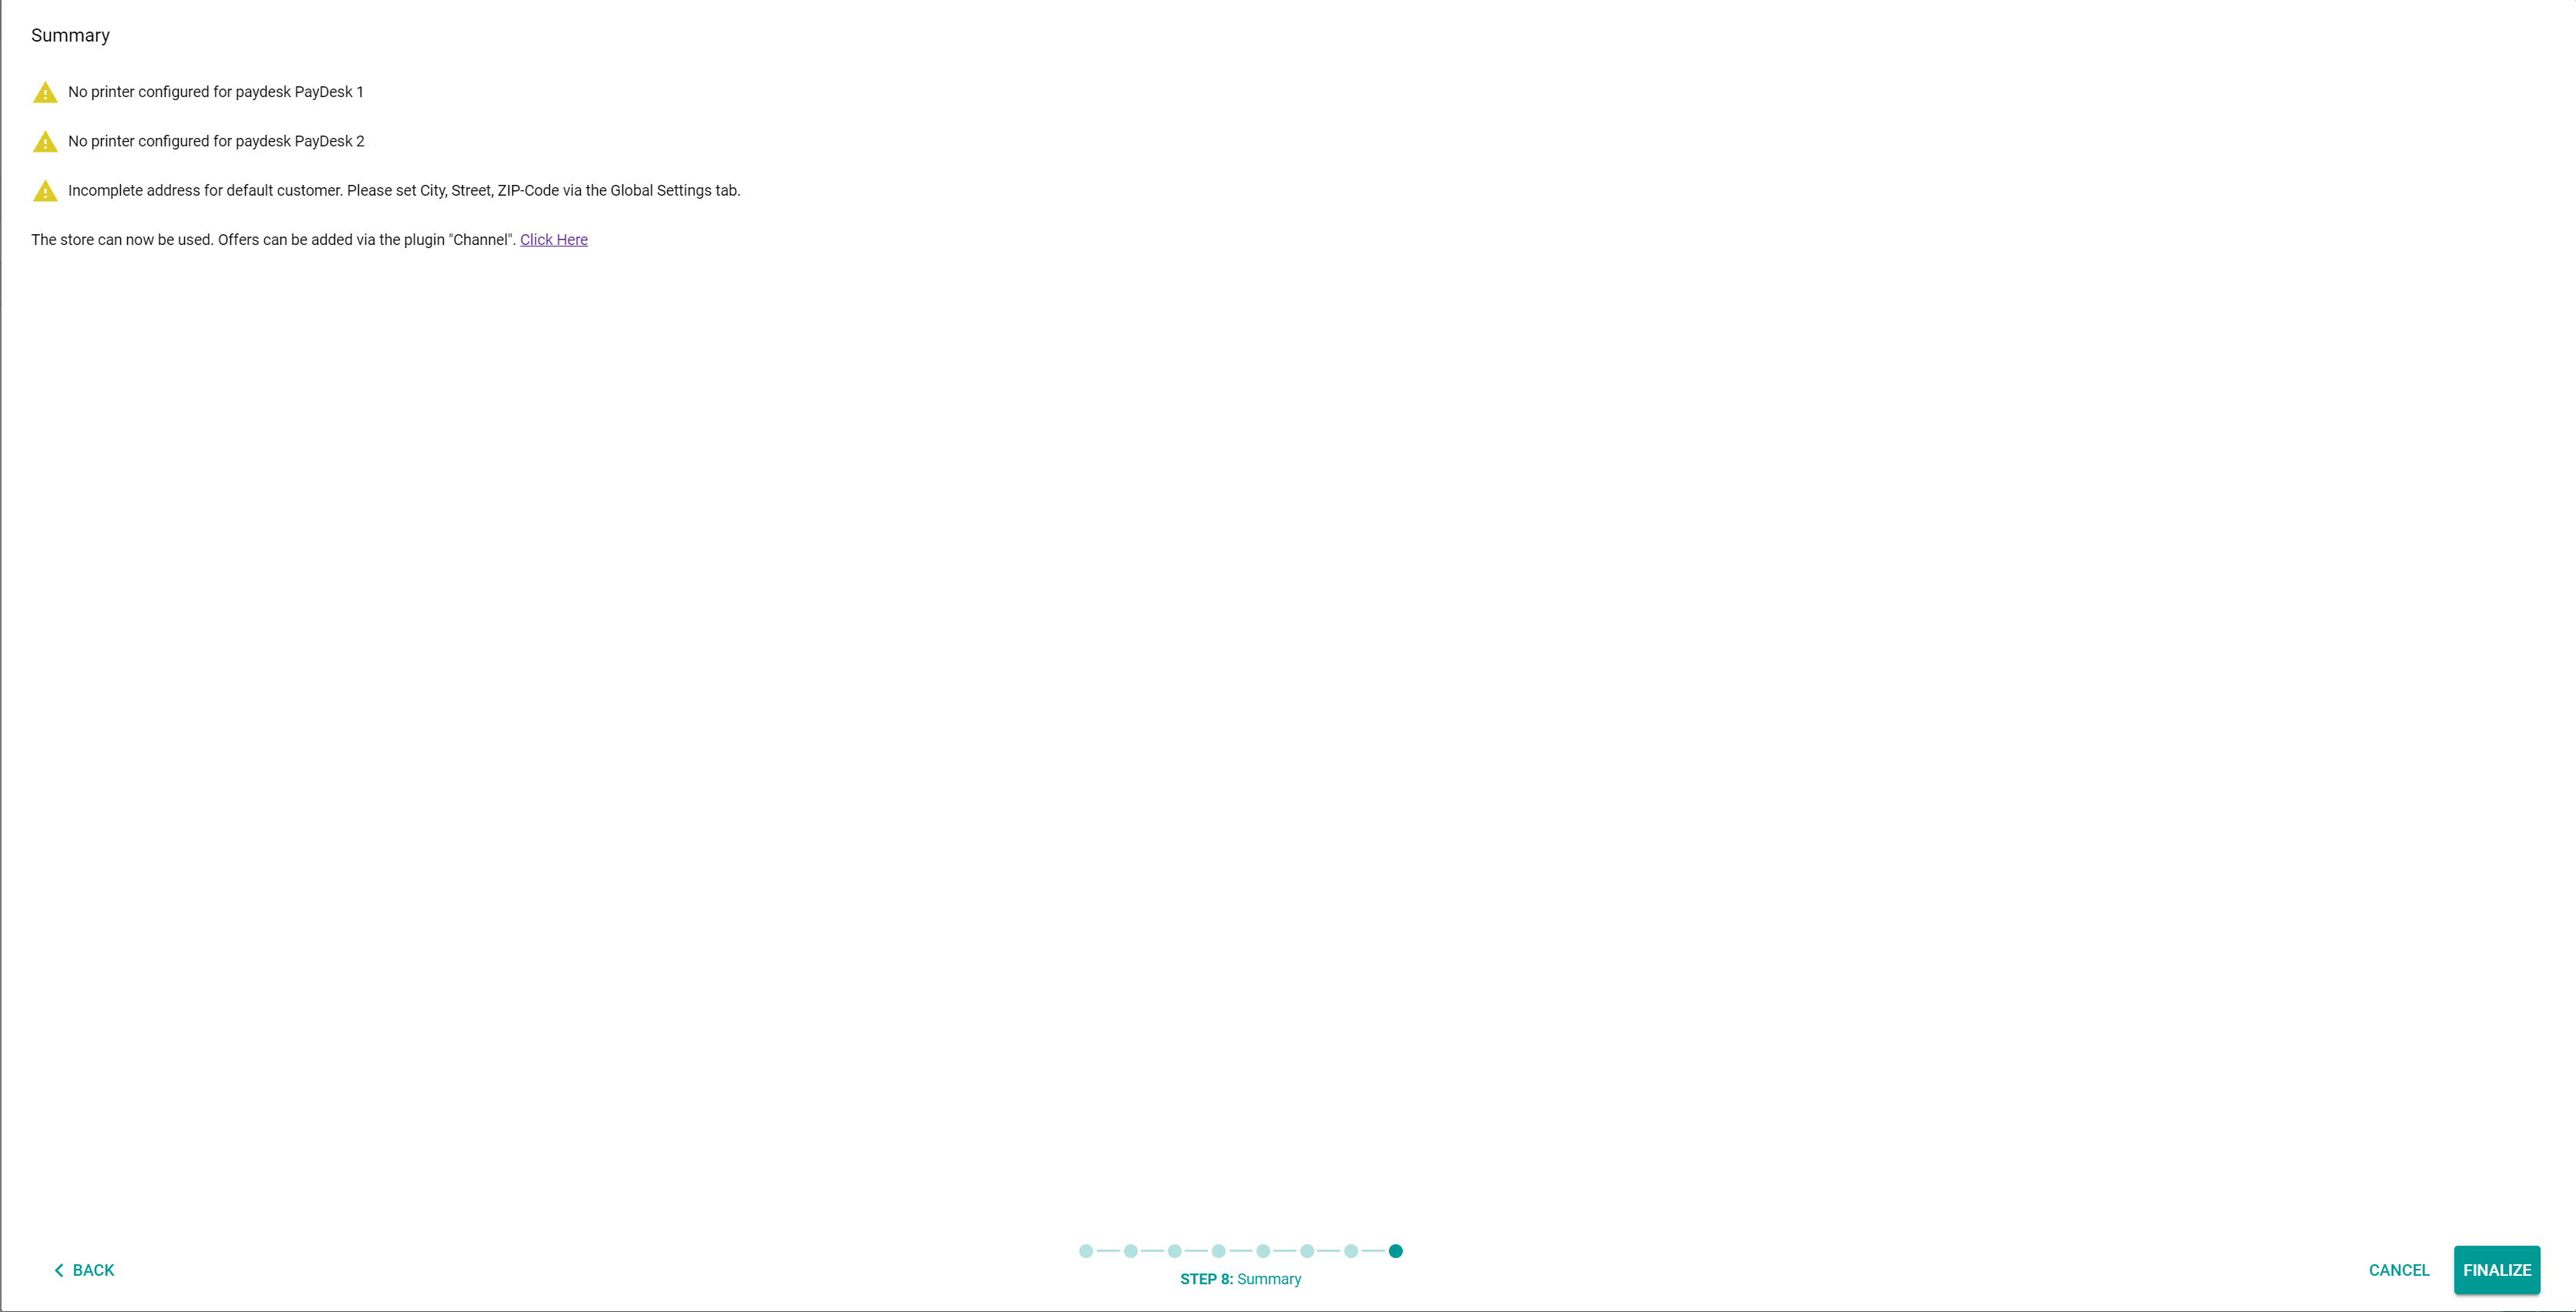 Summary
No printer configured for paydesk PayDesk 1
No printer configured for paydesk PayDesk 2
Incomplete address for default customer. Please set City, Street, ZIP-Code via the Global Settings tab.
The store can now be used. Offers can be added via the plugin "Channel". Click Here
BACK
STEP 8: Summary
CANCEL
FINALIZE